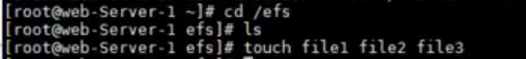 [root@web-Server-1 ~]# cd /efs
[root@web-Server-1 efs]# ls
[root@web-Server-1 efs]# touch file1 file2 file3